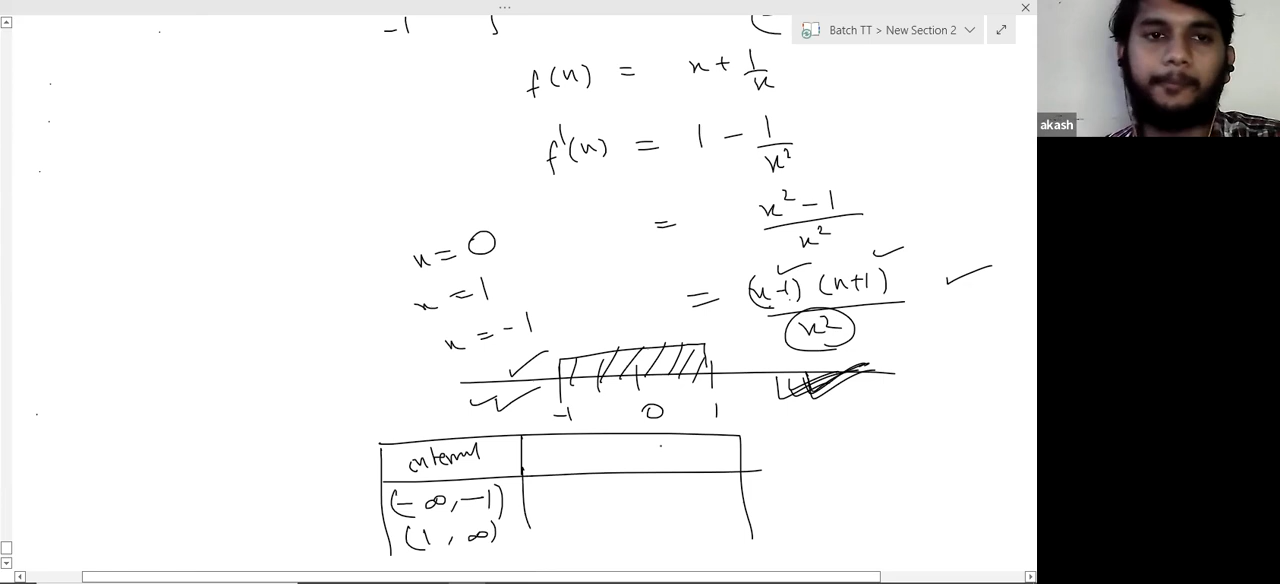 -1
Batch TT > New Section 2
f(x) = x + 1/x
akash
f'(x) = 1 - 1/x²
= x² - 1 / x²
x = 0
x = 1
= (x-1) (x+1) / x²
x = -1
-1 0 1
interval
(-∞, -1)
(1, ∞)